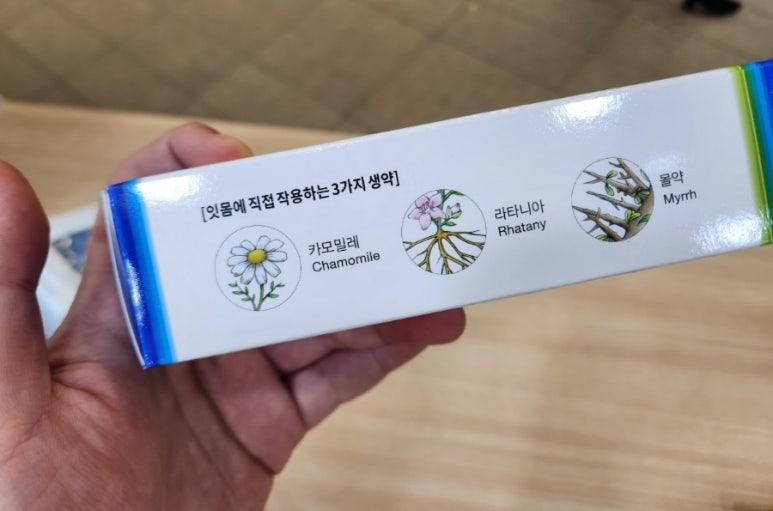 [잇몸에 직접 작용하는 3가지 생약]
카모밀레
Chamomile
라타니아
Rhatany
몰약
Myrrh